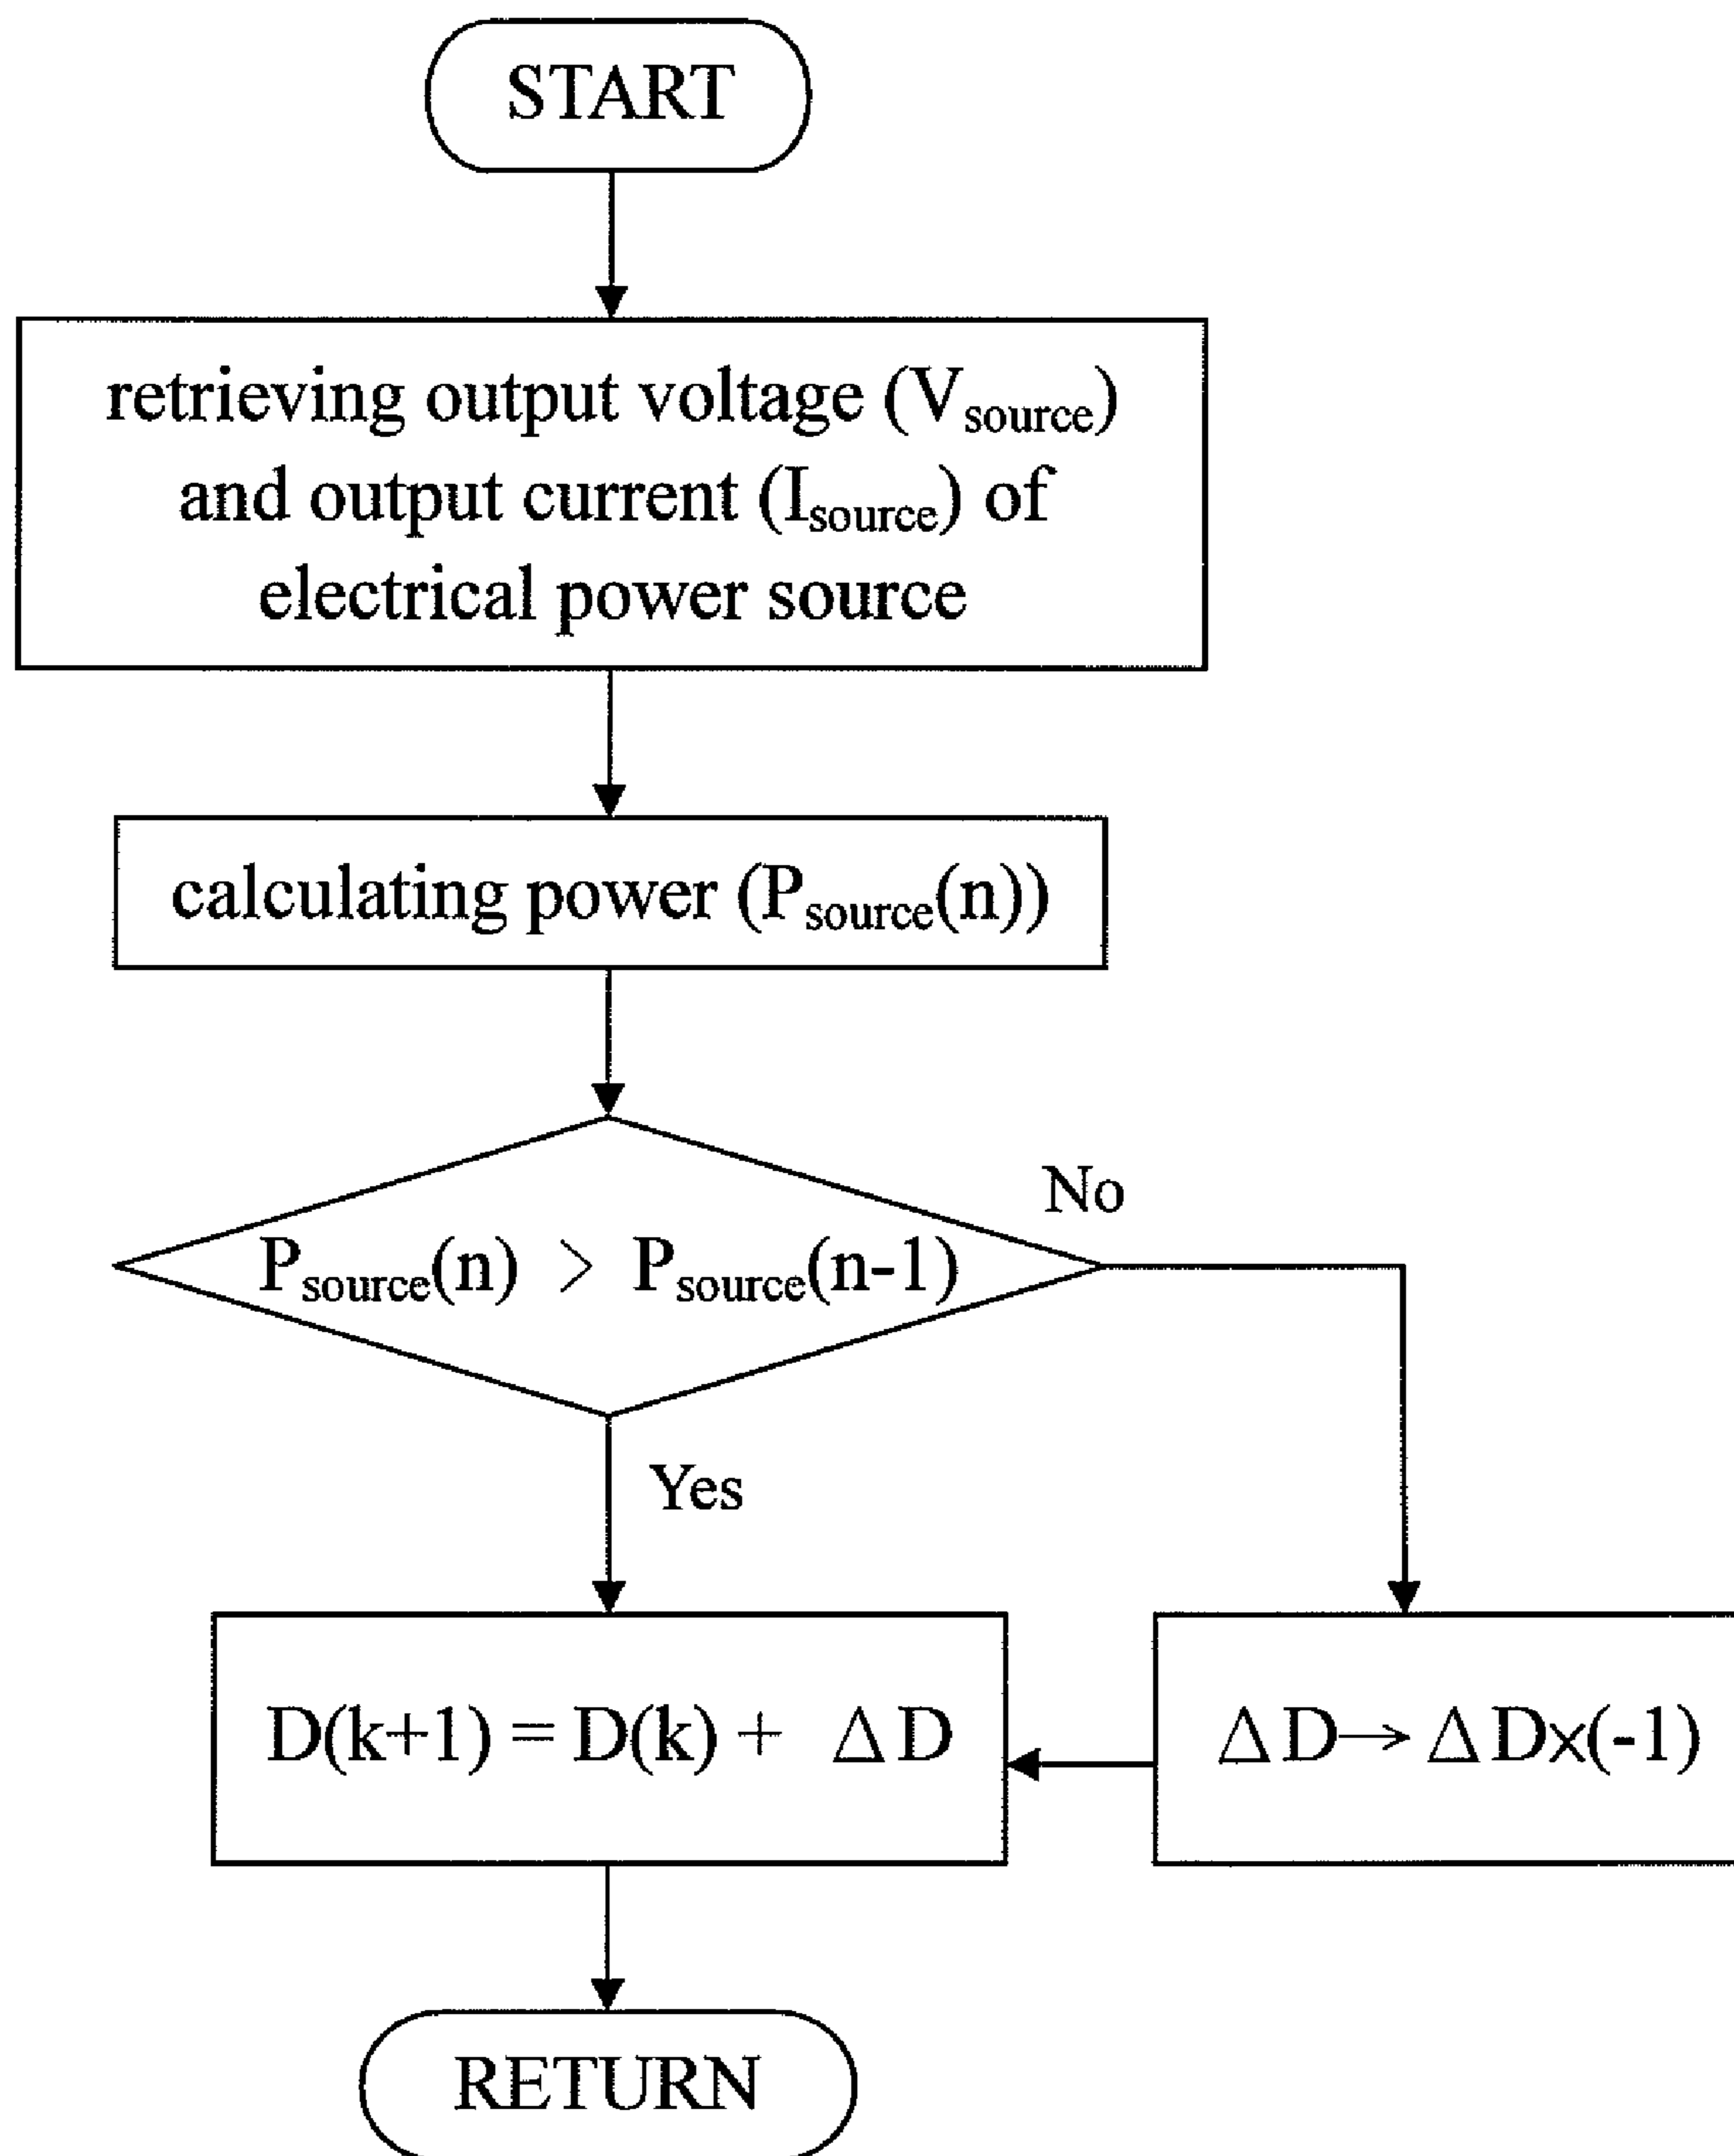 START
retrieving output voltage (Vsource)
and output current (Isource) of
electrical power source
calculating power (Psource(n))
Psource(n) > Psource(n-1)
No
Yes
D(k+1) = D(k) + ΔD
ΔD→ΔD×(-1)
RETURN